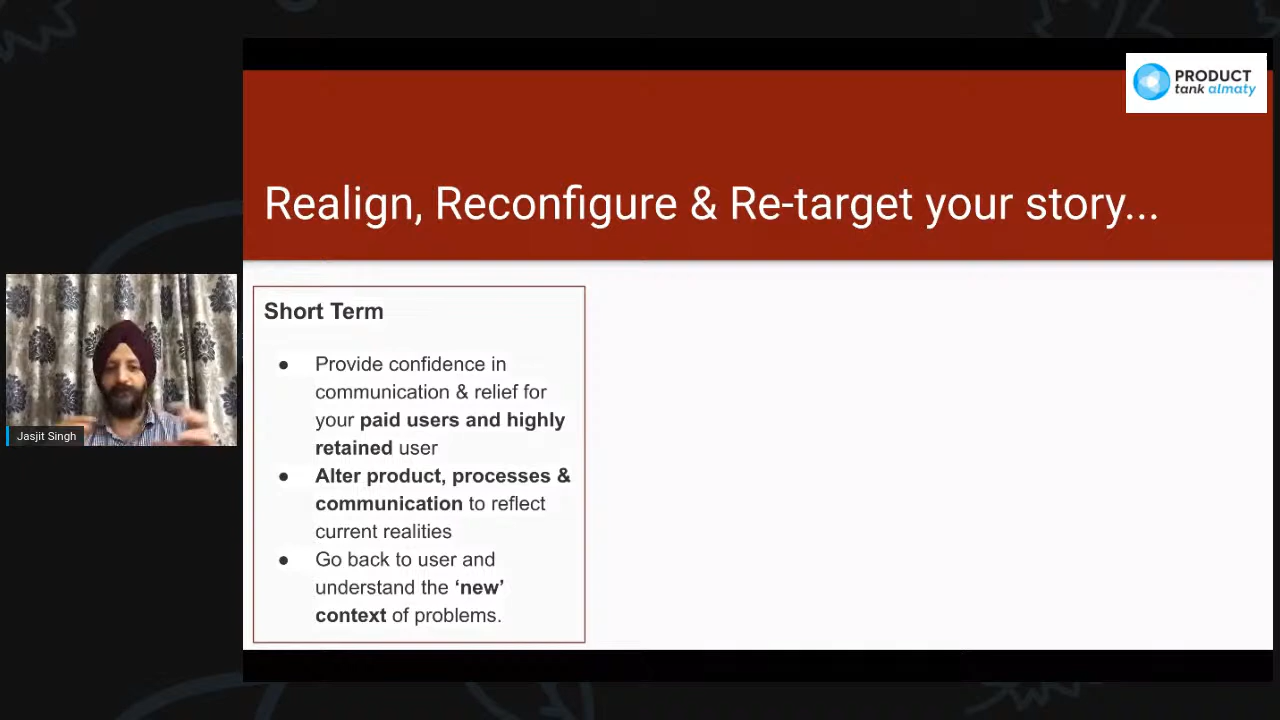 PRODUCT
tank almaty
Realign, Reconfigure & Re-target your story...
Short Term
● Provide confidence in
communication & relief for
your paid users and highly
retained user
● Alter product, processes &
communication to reflect
current realities
● Go back to user and
understand the ‘new’
context of problems.
Jasjit Singh